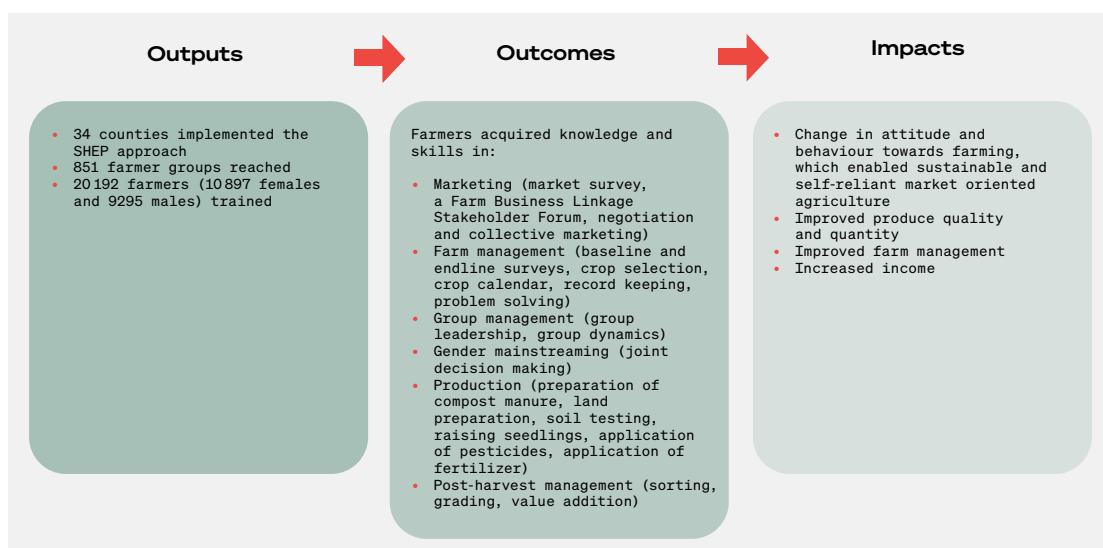 Outputs
Outcomes
Impacts
• 34 counties implemented the
SHEP approach
• 851 farmer groups reached
• 20 192 farmers (10 897 females
and 9295 males) trained
Farmers acquired knowledge and
skills in:
• Marketing (market survey,
a Farm Business Linkage
Stakeholder Forum, negotiation
and collective marketing)
• Farm management (baseline and
endline surveys, crop selection,
crop calendar, record keeping,
problem solving)
• Group management (group
leadership, group dynamics)
• Gender mainstreaming (joint
decision making)
• Production (preparation of
compost manure, land
preparation, soil testing,
raising seedlings, application
of pesticides, application of
fertilizer)
• Post-harvest management (sorting,
grading, value addition)
• Change in attitude and
behaviour towards farming,
which enabled sustainable and
self-reliant market oriented
agriculture
• Improved produce quality
and quantity
• Improved farm management
• Increased income